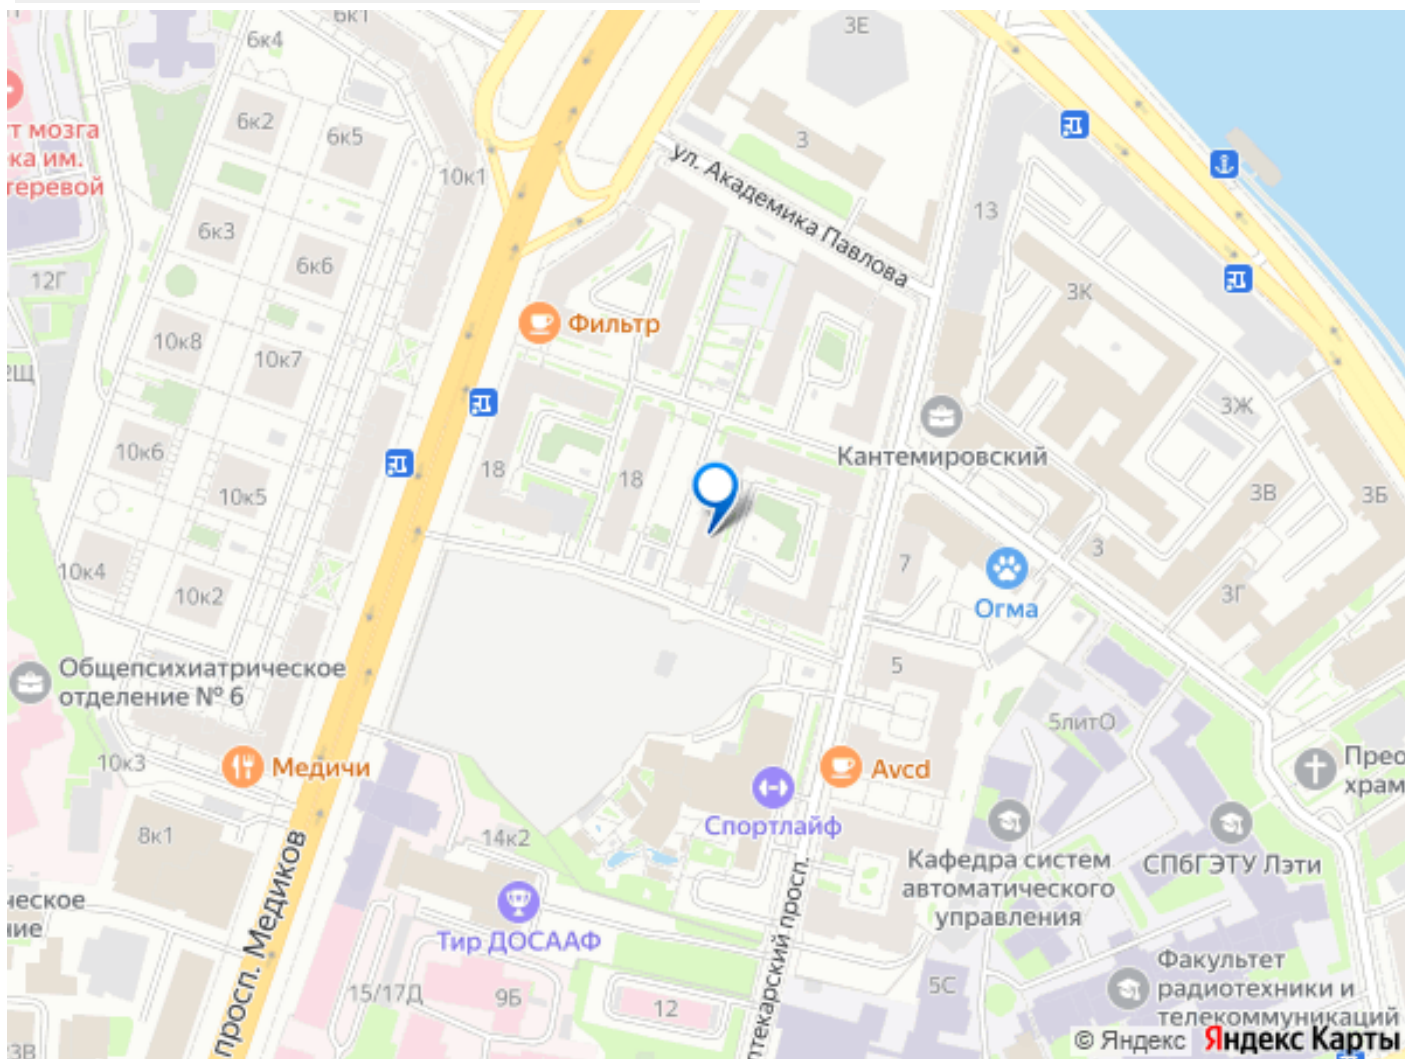 6к1
3Е
6к4
6к2
6к5
3
т мозга
ка им.
теревой
10к1
ул. Академика Павлова
6к3
6к6
13
12Г
3К
Фильтр
10к8
10к7
3Ж
10к6
18
18
Кантемировский
10к5
3В
3Б
10к4
10к2
7
3
Огма
3Г
Общепсихиатрическое
отделение № 6
5
5литО
10к3
Медичи
Avcd
Прео
храм
8к1
14к2
Спортлайф
просп. Медиков
Кафедра систем
автоматического
управления
СПбГЭТУ Лэти
ческое
ние
Тир ДОСААФ
птекарский просп.
15/17Д
9Б
12
5С
Факультет
радиотехники и
телекоммуникаций
23В
© Яндекс Яндекс Карты